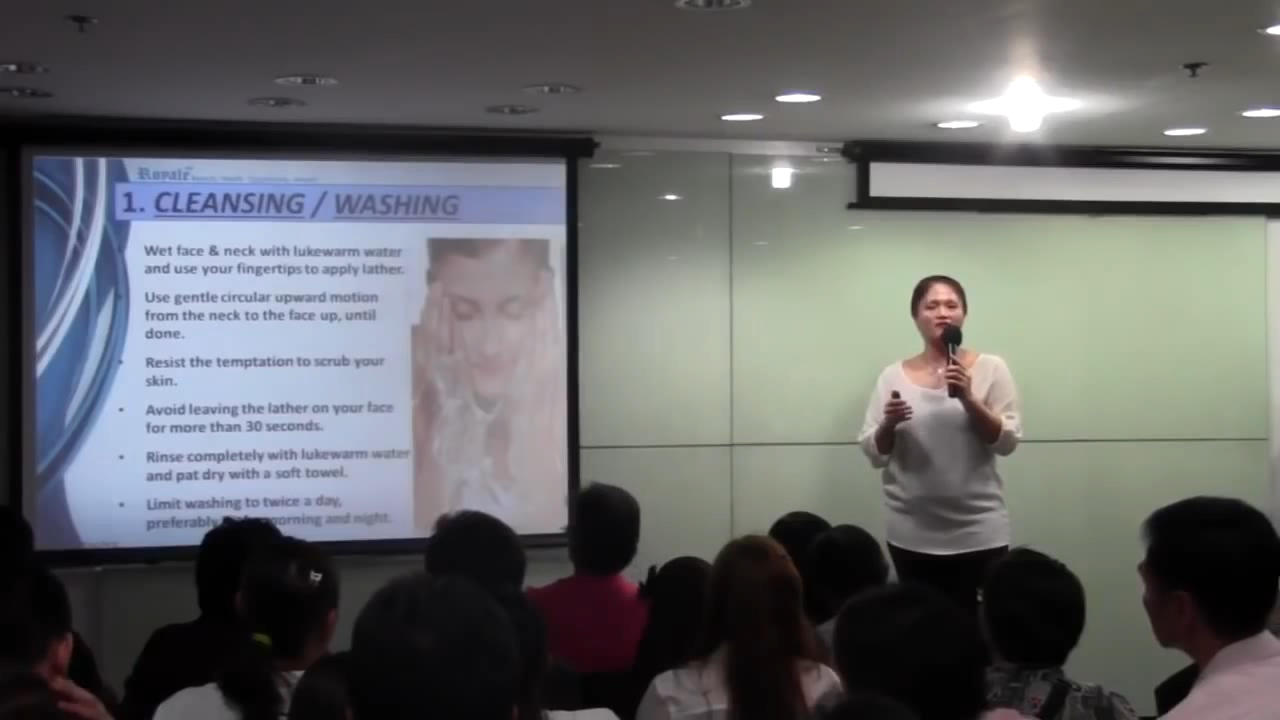 Royale
1. CLEANSING / WASHING
Wet face & neck with lukewarm water
and use your fingertips to apply lather.
Use gentle circular upward motion
from the neck to the face up, until
done.
• Resist the temptation to scrub your
skin.
• Avoid leaving the lather on your face
for more than 30 seconds.
• Rinse completely with lukewarm water
and pat dry with a soft towel.
• Limit washing to twice a day,
preferably morning and night.